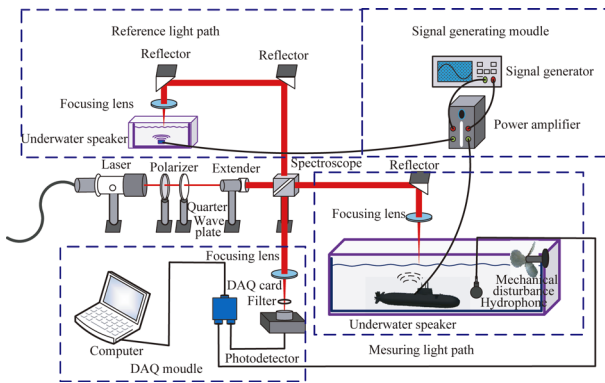 Reference light path
Signal generating moudle
Reflector
Reflector
Signal generator
Focusing lens
Power amplifier
Underwater speaker
Spectroscope
Laser
Polarizer
Extender
Reflector
Quarter
Wave
plate
Focusing lens
Focusing lens
DAQ card
Filter
Mechanical
disturbance
Hydrophone
Computer
Photodetector
Underwater speaker
DAQ moudle
Mesuring light path